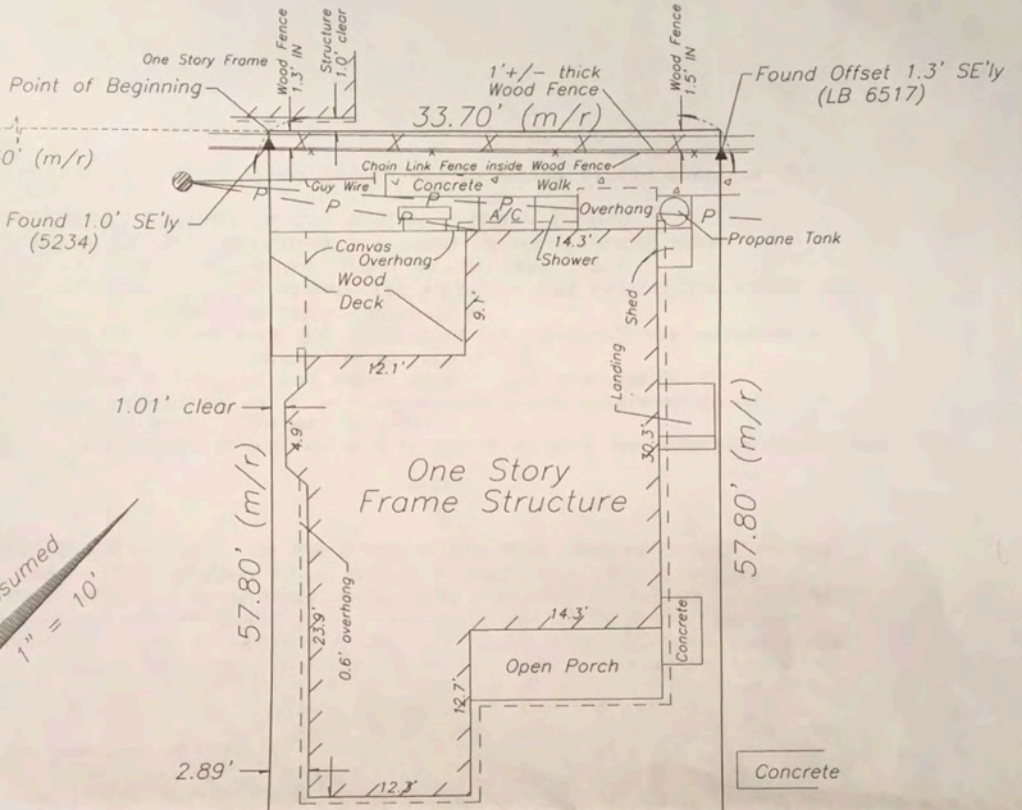 One Story Frame
Wood Fence
1.3' IN
Structure
1.0' clear
Wood Fence
1.5' IN
Point of Beginning
1'+/- thick
Wood Fence
Found Offset 1.3' SE'ly
(LB 6517)
33.70' (m/r)
0' (m/r)
Chain Link Fence inside Wood Fence
Guy Wire
Concrete Walk
P
P
P
P
P
A/C
Overhang
Found 1.0' SE'ly
(5234)
Canvas
Overhang
14.3'
Shower
Propane Tank
Wood
Deck
9.1'
Shed
12.1'
Landing
1.01' clear
4.9'
30.3'
One Story
Frame Structure
57.80' (m/r)
57.80' (m/r)
sumed
1" = 10'
23.9'
0.6' overhang
14.3'
Open Porch
Concrete
12.7'
2.89'
12.3'
Concrete